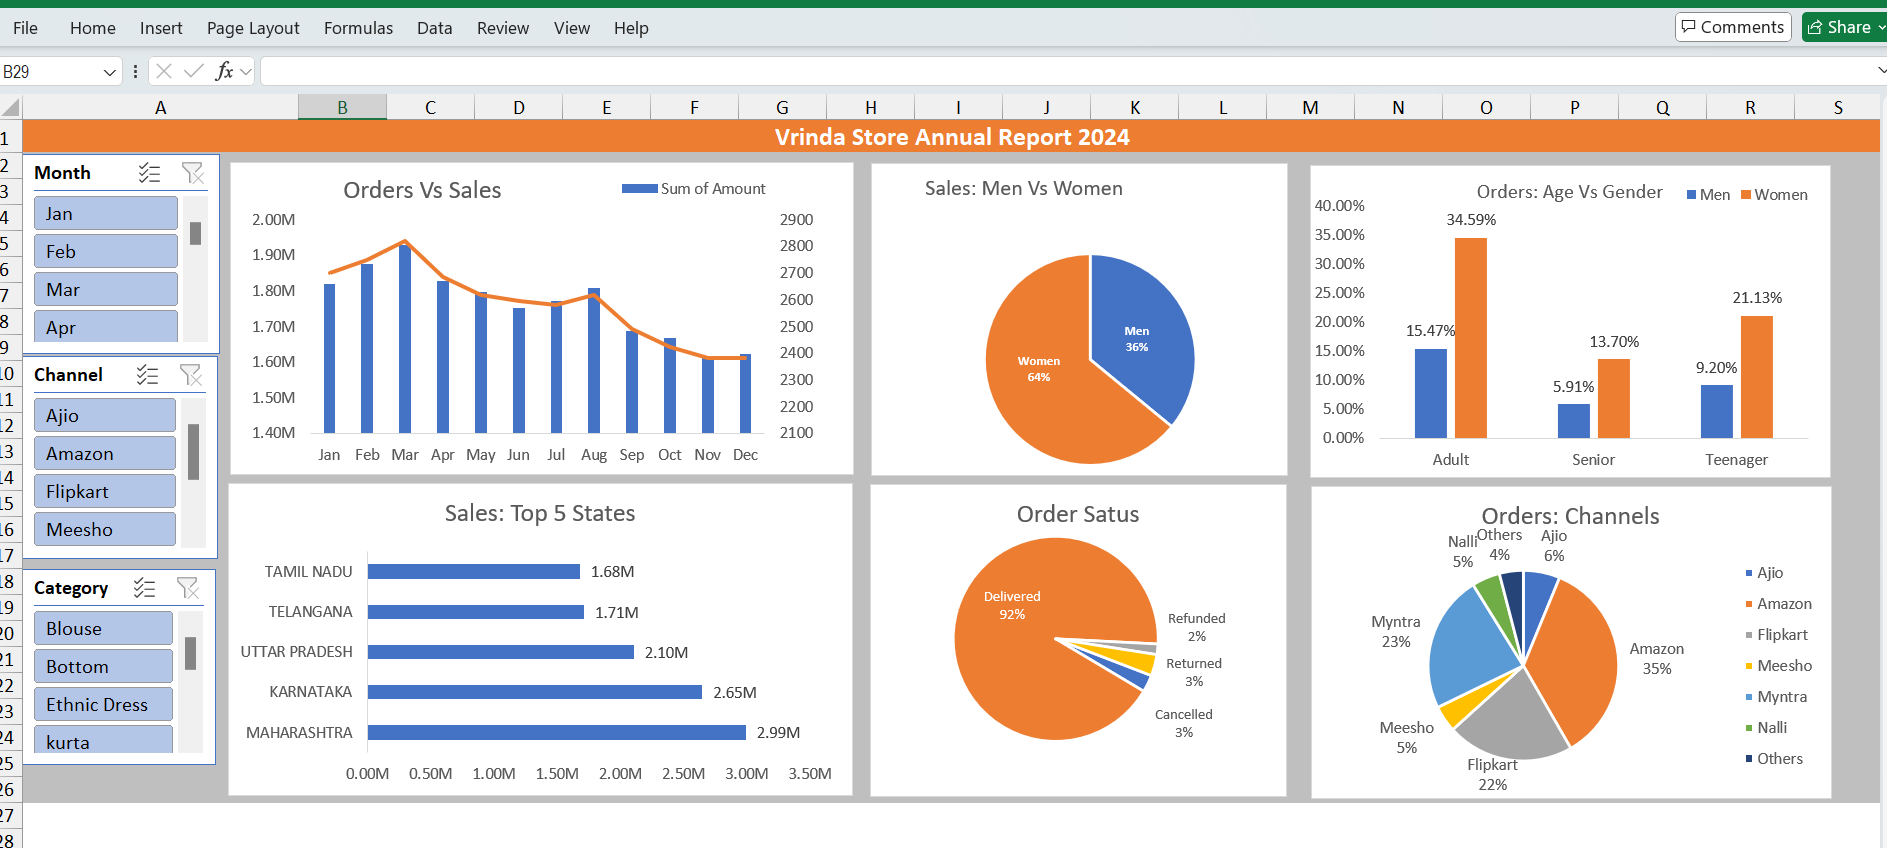 File Home Insert Page Layout Formulas Data Review View Help Comments Share
B29 fx
A B C D E F G H I J K L M N O P Q R S
1 Vrinda Store Annual Report 2024
2
3
4
5
6
7
8
9
10
11
12
13
14
15
16
17
18
19
20
21
22
23
24
25
26
27
28
Month
Jan
Feb
Mar
Apr
Channel
Ajio
Amazon
Flipkart
Meesho
Category
Blouse
Bottom
Ethnic Dress
kurta
Orders Vs Sales
Sum of Amount
2.00M 2900
1.90M 2800
1.80M 2700
1.70M 2600
1.60M 2500
1.50M 2400
1.40M 2300
2200
2100
Jan Feb Mar Apr May Jun Jul Aug Sep Oct Nov Dec
Sales: Men Vs Women
Men
36%
Women
64%
Orders: Age Vs Gender
Men Women
40.00%
35.00%
30.00%
25.00%
20.00%
15.00%
10.00%
5.00%
0.00%
15.47% 34.59%
5.91% 13.70%
9.20% 21.13%
Adult Senior Teenager
Sales: Top 5 States
TAMIL NADU 1.68M
TELANGANA 1.71M
UTTAR PRADESH 2.10M
KARNATAKA 2.65M
MAHARASHTRA 2.99M
0.00M 0.50M 1.00M 1.50M 2.00M 2.50M 3.00M 3.50M
Order Satus
Delivered
92%
Refunded
2%
Returned
3%
Cancelled
3%
Orders: Channels
Nalli
5%
Others
4%
Ajio
6%
Myntra
23%
Amazon
35%
Meesho
5%
Flipkart
22%
Ajio
Amazon
Flipkart
Meesho
Myntra
Nalli
Others